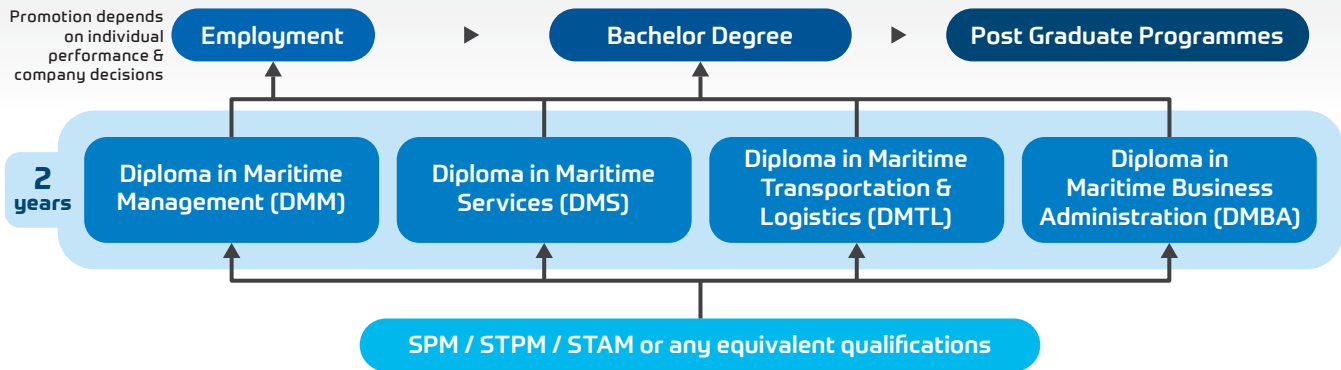 Promotion depends
on individual
performance &
company decisions
Employment
Bachelor Degree
Post Graduate Programmes
2
years
Diploma in Maritime
Management (DMM)
Diploma in Maritime
Services (DMS)
Diploma in Maritime
Transportation &
Logistics (DMTL)
Diploma in
Maritime Business
Administration (DMBA)
SPM / STPM / STAM or any equivalent qualifications